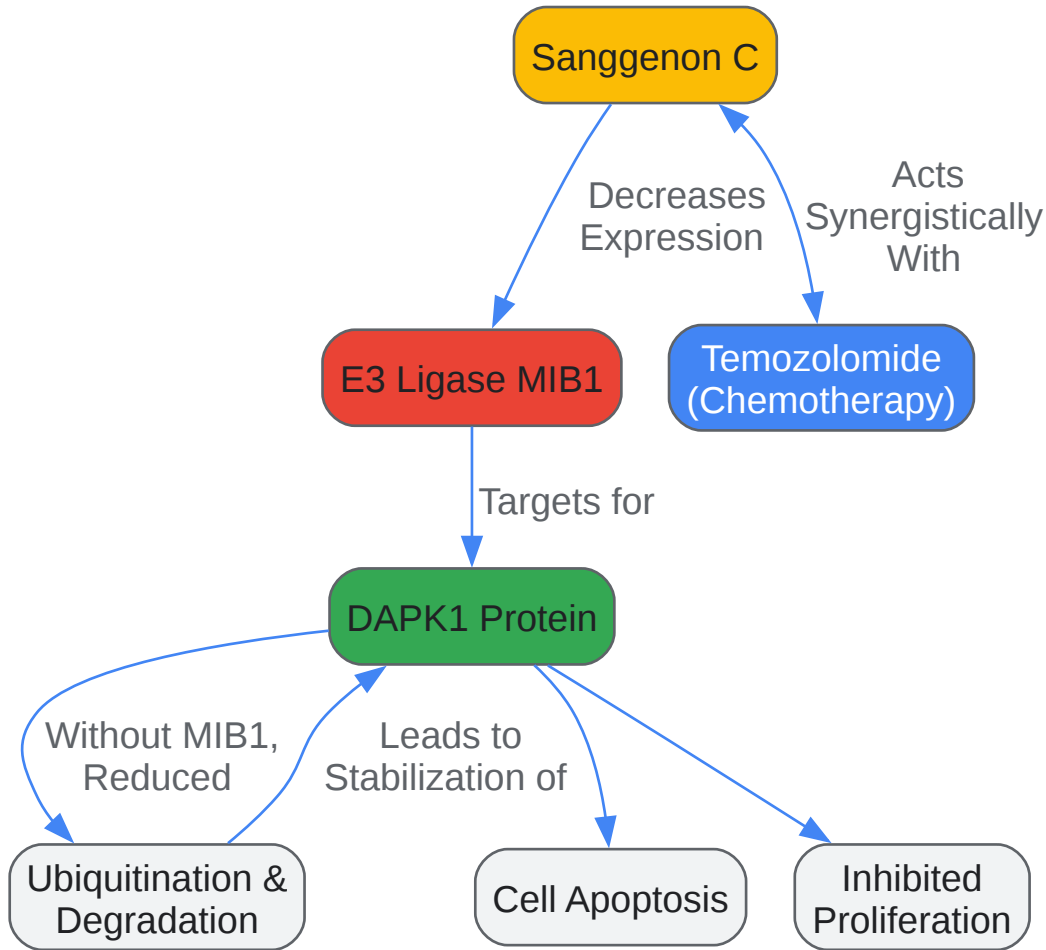 Sanggenon C
Decreases
Expression
Acts
Synergistically
With
E3 Ligase MIB1
Temozolomide
(Chemotherapy)
Targets for
DAPK1 Protein
Without MIB1,
Reduced
Leads to
Stabilization of
Ubiquitination &
Degradation
Cell Apoptosis
Inhibited
Proliferation